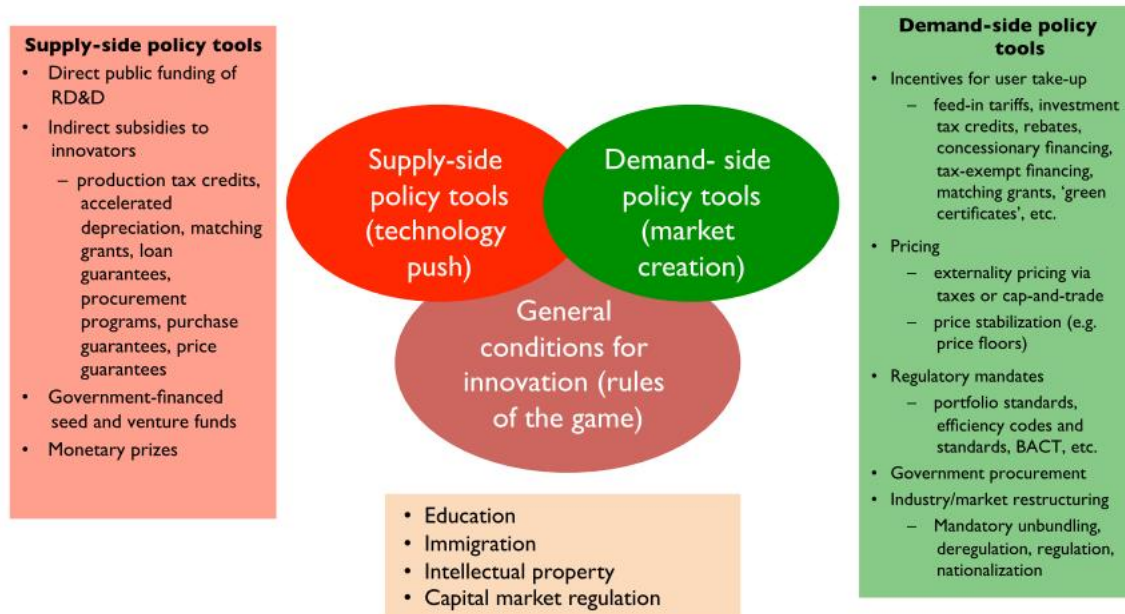 Supply-side policy tools
• Direct public funding of
RD&D
• Indirect subsidies to
innovators
– production tax credits,
accelerated
depreciation, matching
grants, loan
guarantees,
procurement
programs, purchase
guarantees, price
guarantees
• Government-financed
seed and venture funds
• Monetary prizes
Supply-side
policy tools
(technology
push)
Demand- side
policy tools
(market
creation)
General
conditions for
innovation (rules
of the game)
• Education
• Immigration
• Intellectual property
• Capital market regulation
Demand-side policy
tools
• Incentives for user take-up
– feed-in tariffs, investment
tax credits, rebates,
concessionary financing,
tax-exempt financing,
matching grants, ‘green
certificates’, etc.
• Pricing
– externality pricing via
taxes or cap-and-trade
– price stabilization (e.g.
price floors)
• Regulatory mandates
– portfolio standards,
efficiency codes and
standards, BACT, etc.
• Government procurement
• Industry/market restructuring
– Mandatory unbundling,
deregulation, regulation,
nationalization